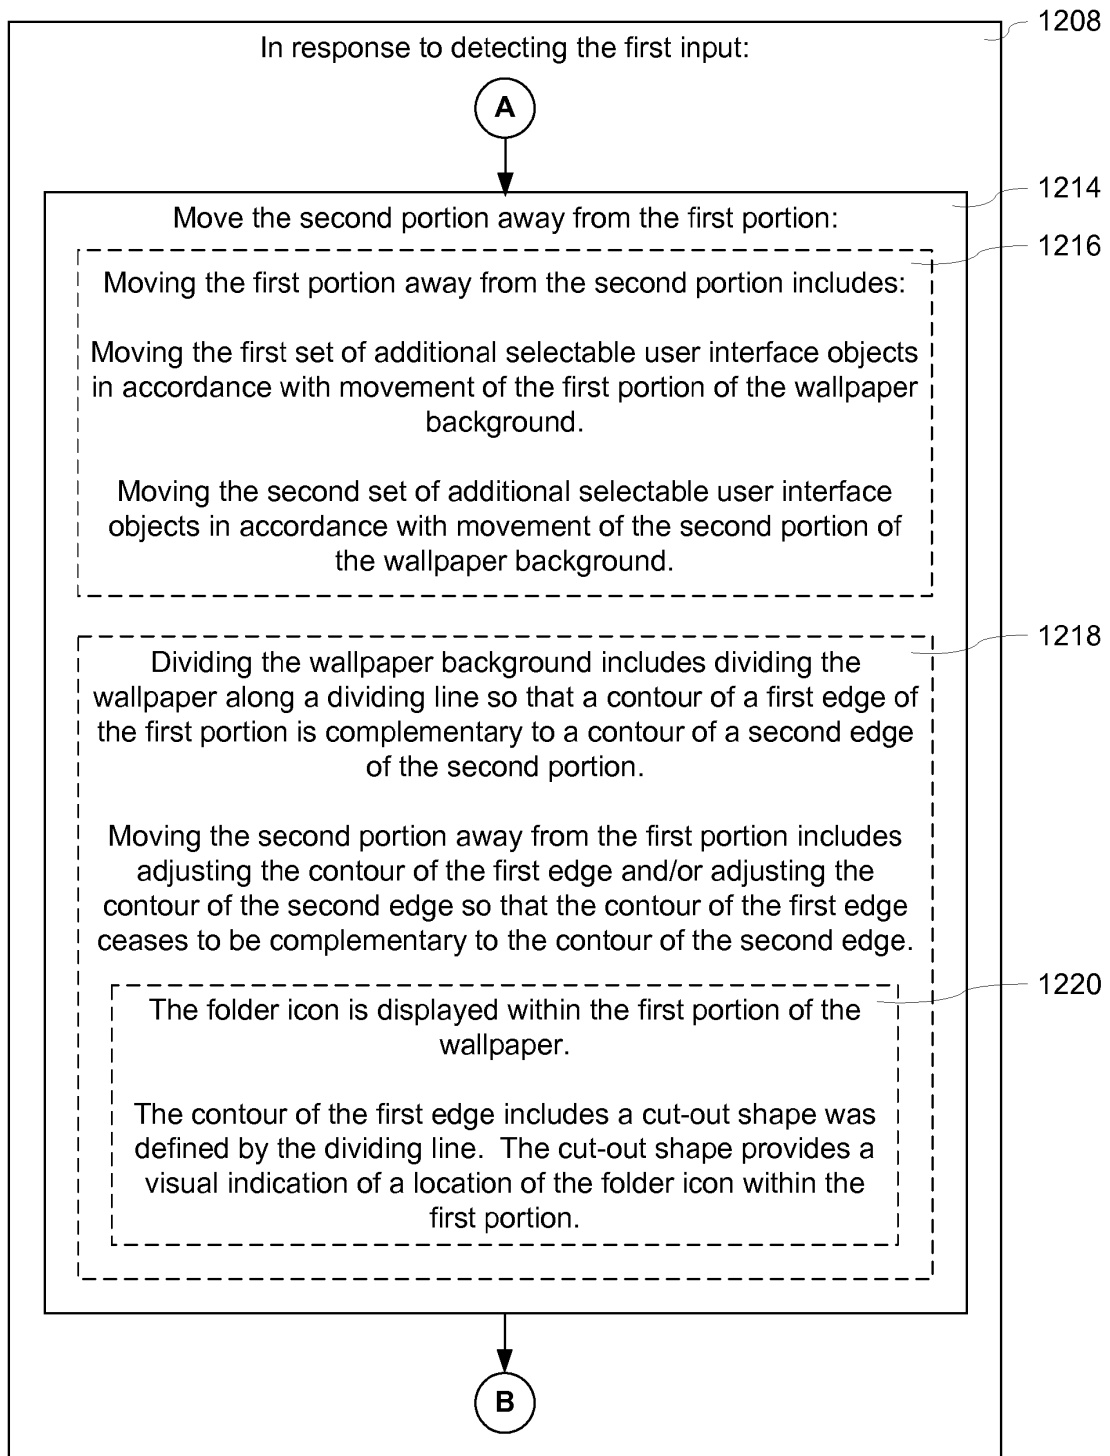 1208
In response to detecting the first input:
A
1214
Move the second portion away from the first portion:
1216
Moving the first portion away from the second portion includes:
Moving the first set of additional selectable user interface objects
in accordance with movement of the first portion of the wallpaper
background.
Moving the second set of additional selectable user interface
objects in accordance with movement of the second portion of
the wallpaper background.
1218
Dividing the wallpaper background includes dividing the
wallpaper along a dividing line so that a contour of a first edge of
the first portion is complementary to a contour of a second edge
of the second portion.
Moving the second portion away from the first portion includes
adjusting the contour of the first edge and/or adjusting the
contour of the second edge so that the contour of the first edge
ceases to be complementary to the contour of the second edge.
1220
The folder icon is displayed within the first portion of the
wallpaper.
The contour of the first edge includes a cut-out shape was
defined by the dividing line.  The cut-out shape provides a
visual indication of a location of the folder icon within the
first portion.
B